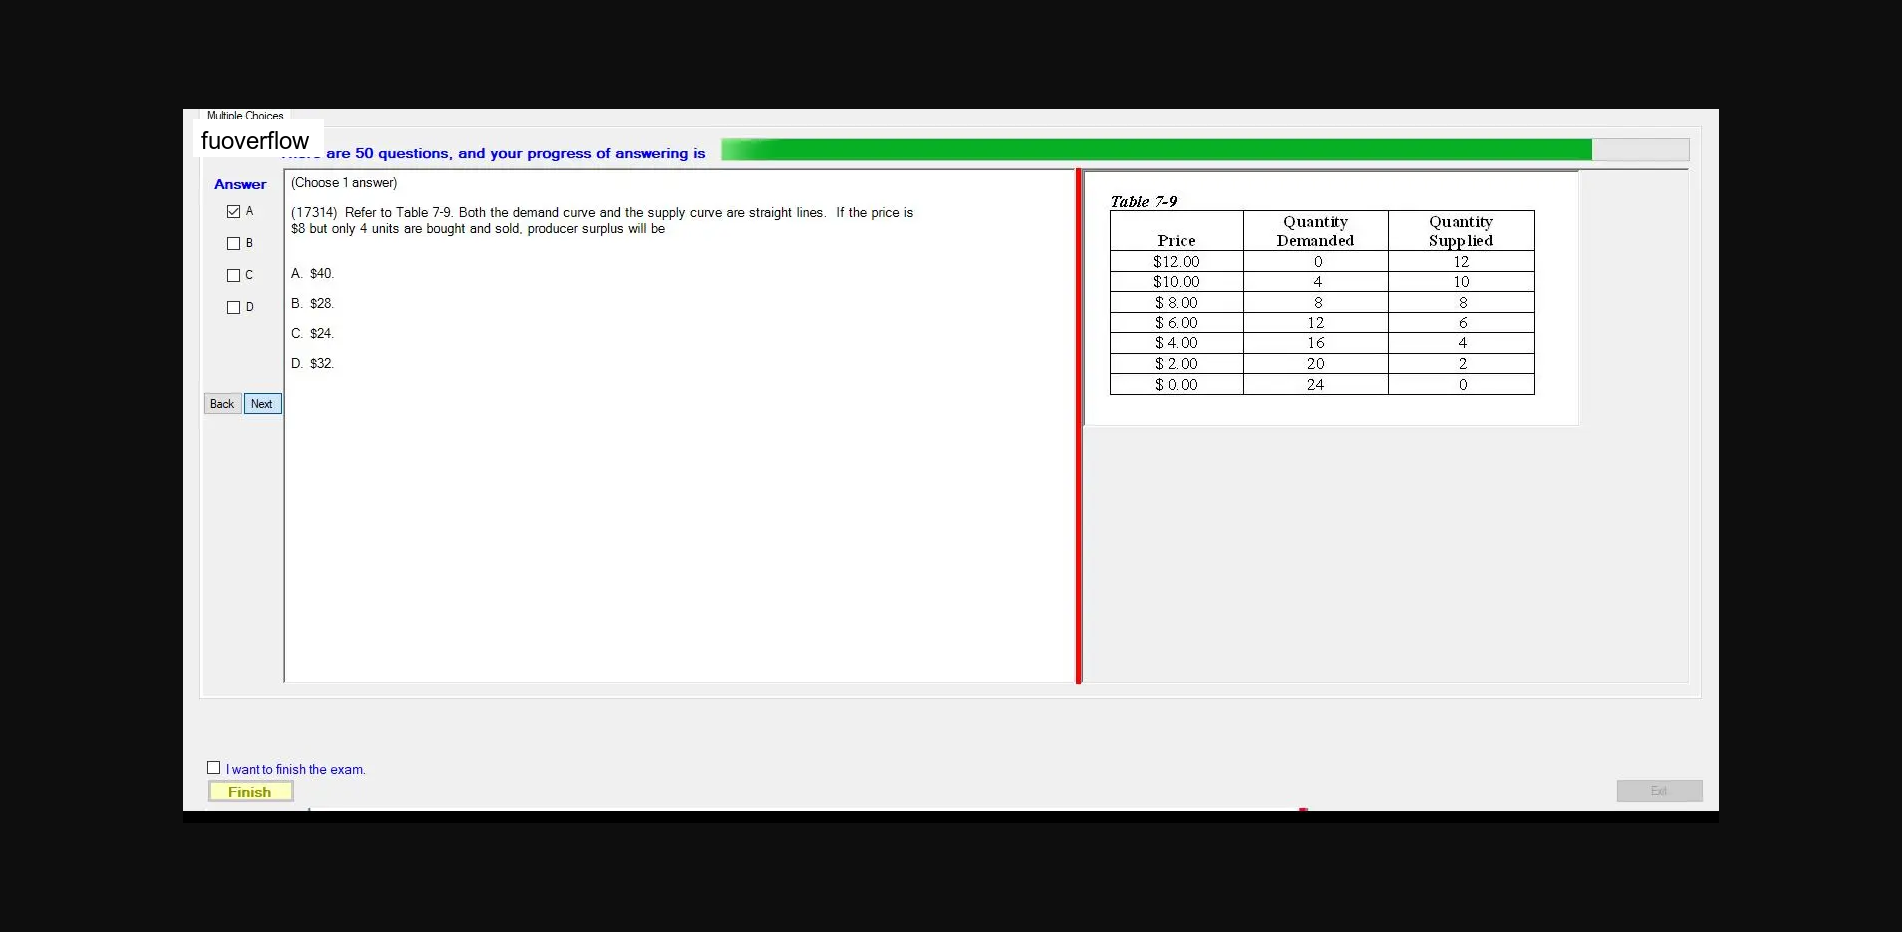 Multiple Choices
fuoverflow
are 50 questions, and your progress of answering is
Answer
A
B
C
D
Back Next
(Choose 1 answer)
(17314) Refer to Table 7-9. Both the demand curve and the supply curve are straight lines. If the price is
$8 but only 4 units are bought and sold, producer surplus will be
A. $40.
B. $28.
C. $24.
D. $32.
Table 7-9
Price Quantity Demanded Quantity Supplied
$12.00 0 12
$10.00 4 10
$ 8.00 8 8
$ 6.00 12 6
$ 4.00 16 4
$ 2.00 20 2
$ 0.00 24 0
I want to finish the exam.
Finish
Exit